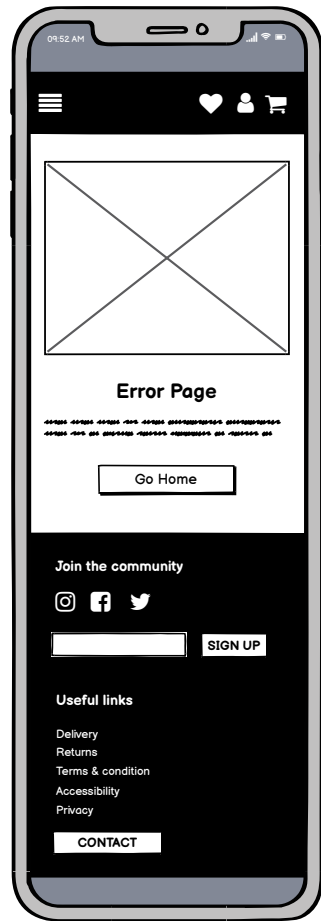 09:52 AM
Error Page
Go Home
Join the community
SIGN UP
Useful links
Delivery
Returns
Terms & condition
Accessibility
Privacy
CONTACT